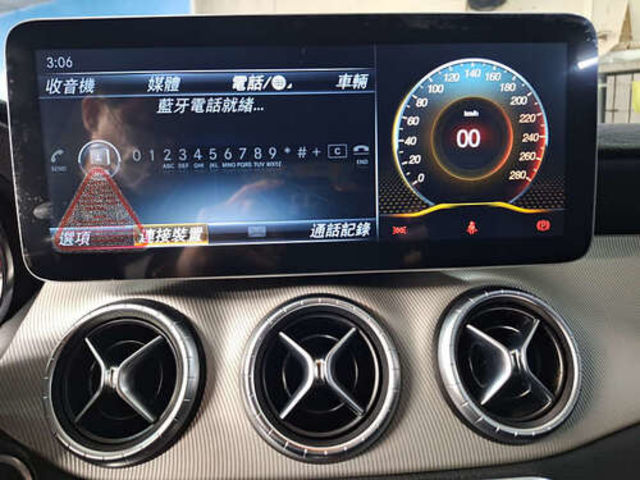 3:06
收音機 媒體 電話/ 車輛
藍牙電話就緒...
0 1 2 3 4 5 6 7 8 9 * # + C
SEND ABC DEF GHI JKL MNO PQRS TUV WXYZ END
選項 連接裝置 通話記錄
0 20 40 60 80 100 120 140 160 180 200 220 240 260 280
km/h
00